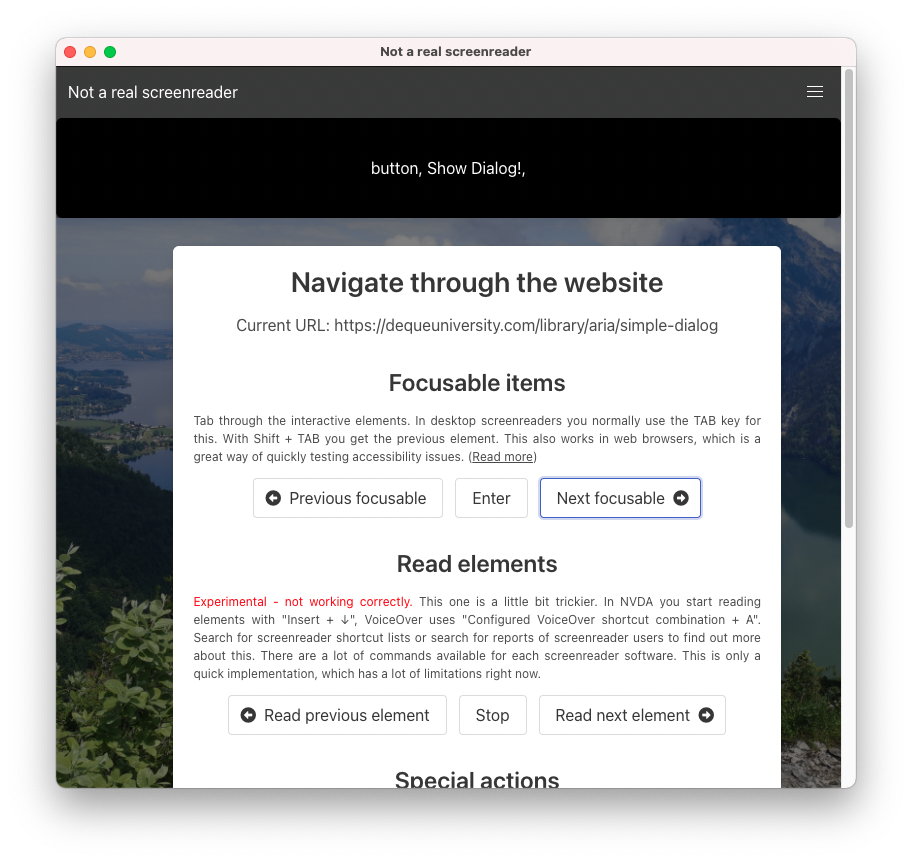 Not a real screenreader
Not a real screenreader
button, Show Dialog!,
Navigate through the website
Current URL: https://dequeuniversity.com/library/aria/simple-dialog
Focusable items
Tab through the interactive elements. In desktop screenreaders you normally use the TAB key for
this. With Shift + TAB you get the previous element. This also works in web browsers, which is a
great way of quickly testing accessibility issues. (Read more)
Previous focusable Enter Next focusable
Read elements
Experimental - not working correctly. This one is a little bit trickier. In NVDA you start reading
elements with "Insert + ↓", VoiceOver uses "Configured VoiceOver shortcut combination + A".
Search for screenreader shortcut lists or search for reports of screenreader users to find out more
about this. There are a lot of commands available for each screenreader software. This is only a
quick implementation, which has a lot of limitations right now.
Read previous element Stop Read next element
Special actions